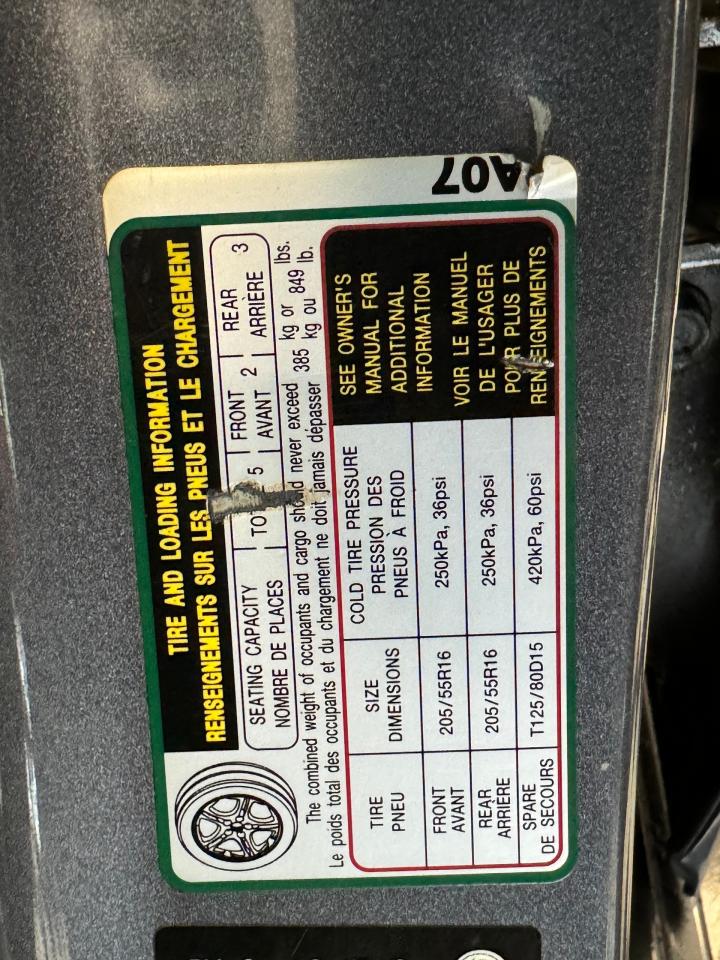 A07
TIRE AND LOADING INFORMATION
RENSEIGNEMENTS SUR LES PNEUS ET LE CHARGEMENT
SEATING CAPACITY
NOMBRE DE PLACES
5
FRONT
AVANT
2
REAR
ARRIÈRE
3
The combined weight of occupants and cargo should never exceed 385 kg or 849 lbs.
Le poids total des occupants et du chargement ne doit jamais dépasser 385 kg ou 849 lb.
TIRE
PNEU
SIZE
DIMENSIONS
COLD TIRE PRESSURE
PRESSION DES
PNEUS À FROID
FRONT
AVANT
205/55R16
250kPa, 36psi
REAR
ARRIÈRE
205/55R16
250kPa, 36psi
SPARE
DE SECOURS
T125/80D15
420kPa, 60psi
SEE OWNER'S
MANUAL FOR
ADDITIONAL
INFORMATION
VOIR LE MANUEL
DE L'USAGER
POUR PLUS DE
RENSEIGNEMENTS